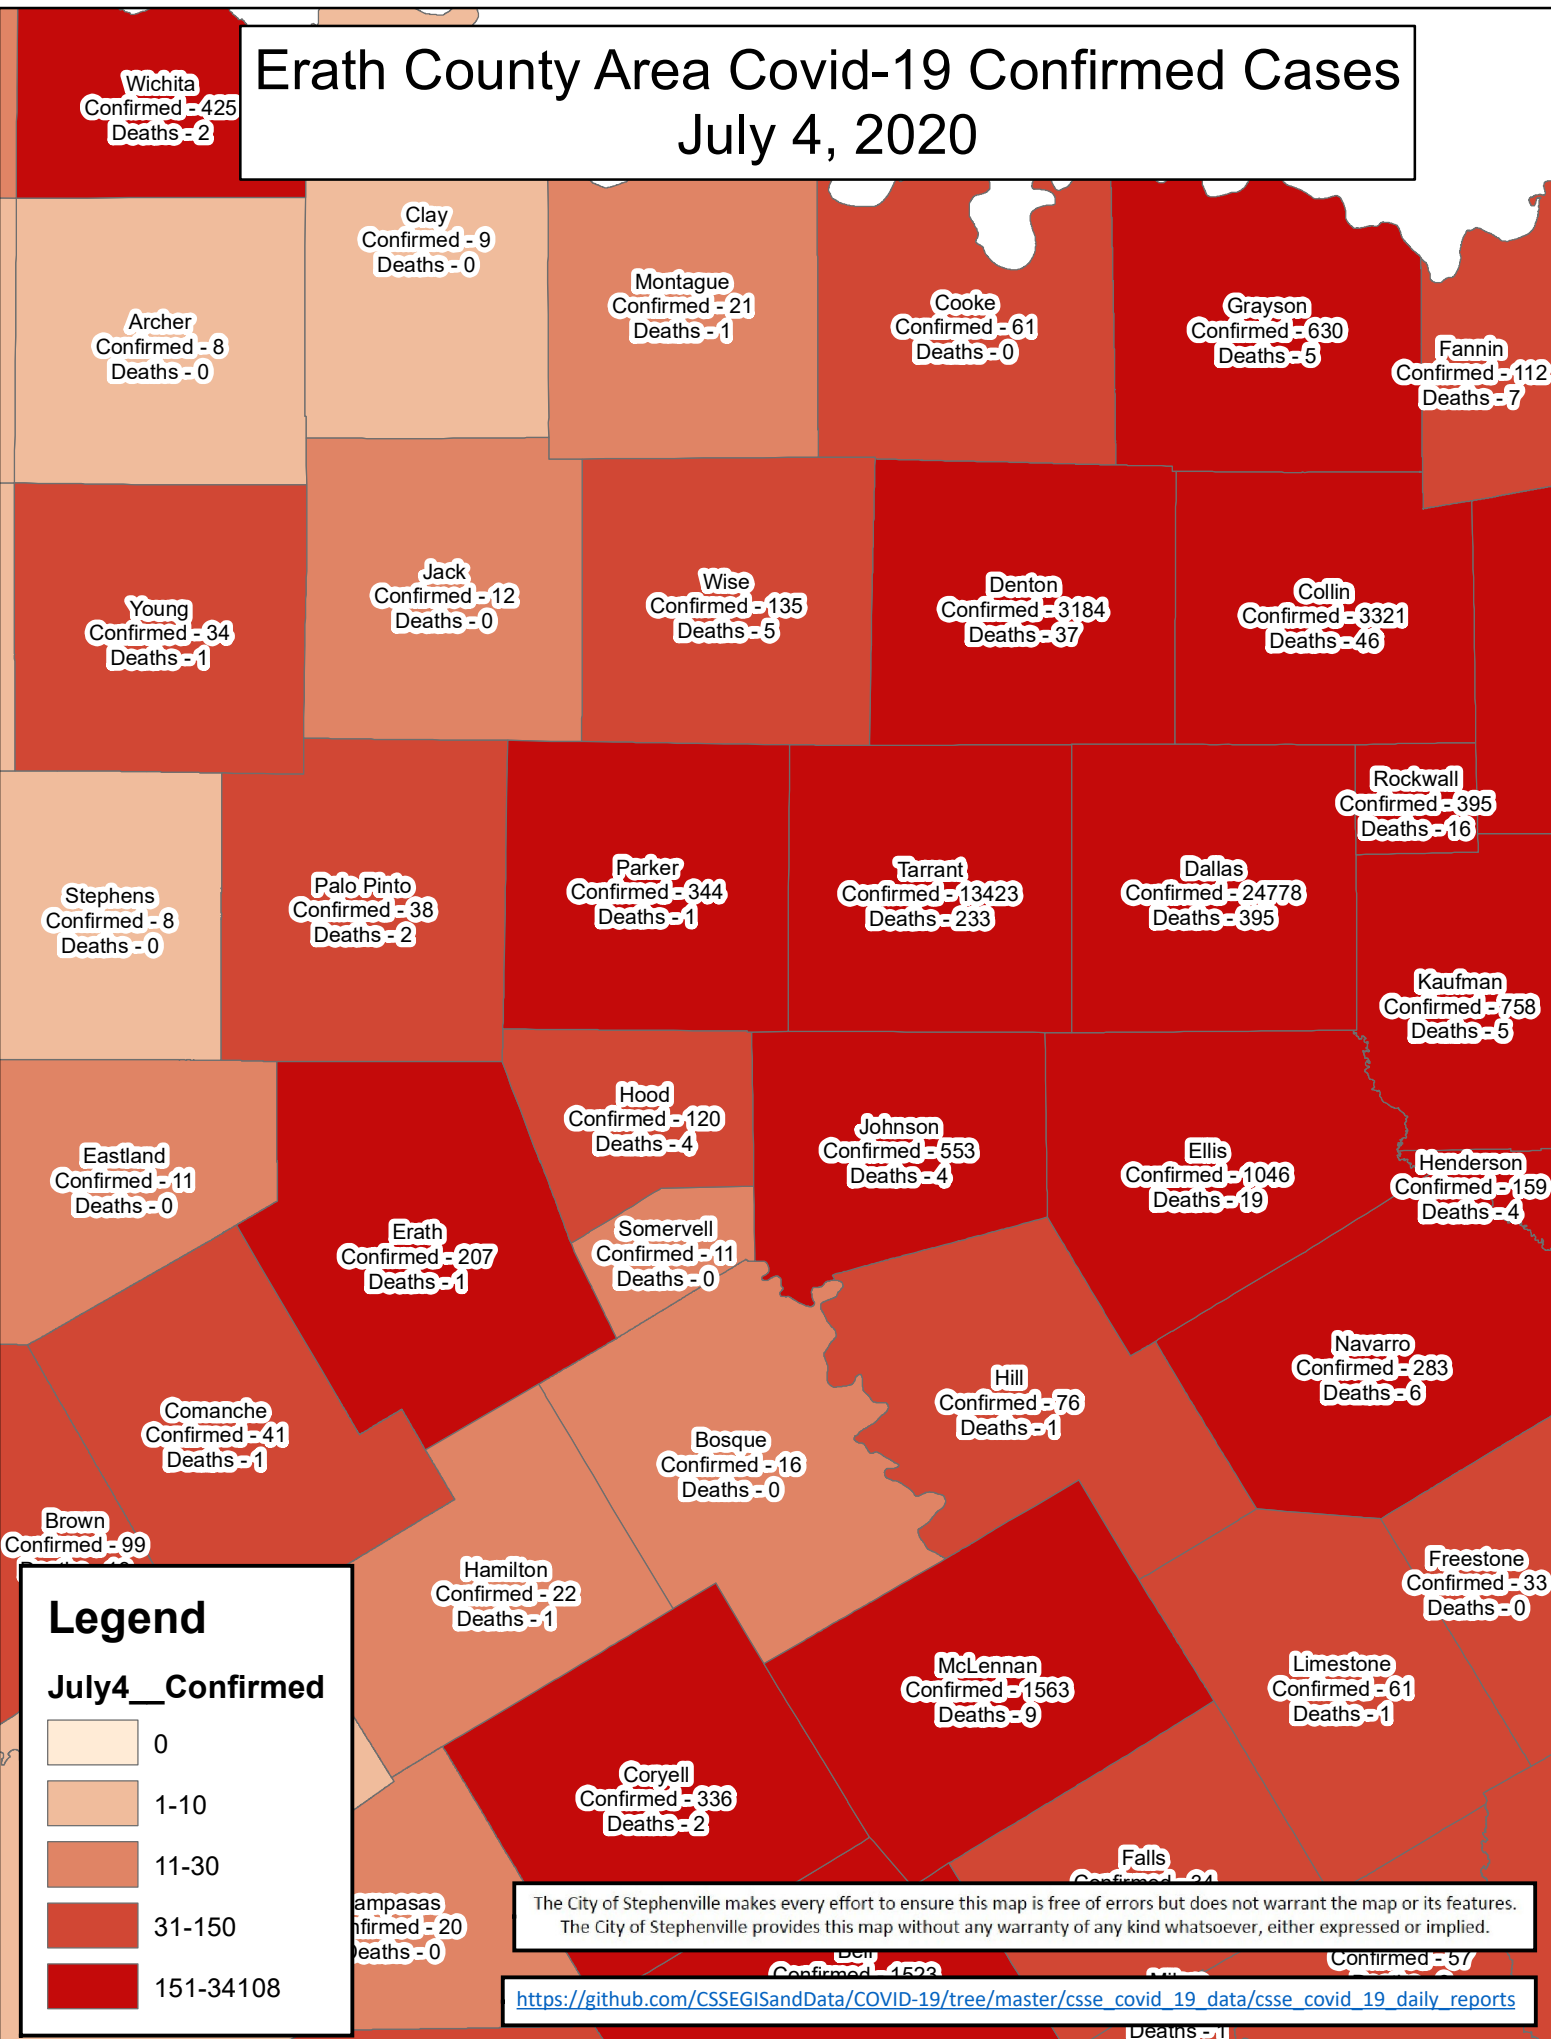 Erath County Area Covid-19 Confirmed Cases
July 4, 2020
Wichita
Confirmed - 425
Deaths - 2
Clay
Confirmed - 9
Deaths - 0
Archer
Confirmed - 8
Deaths - 0
Montague
Confirmed - 21
Deaths - 1
Cooke
Confirmed - 61
Deaths - 0
Grayson
Confirmed - 630
Deaths - 5
Fannin
Confirmed - 112
Deaths - 7
Young
Confirmed - 34
Deaths - 1
Jack
Confirmed - 12
Deaths - 0
Wise
Confirmed - 135
Deaths - 5
Denton
Confirmed - 3184
Deaths - 37
Collin
Confirmed - 3321
Deaths - 46
Rockwall
Confirmed - 395
Deaths - 16
Stephens
Confirmed - 8
Deaths - 0
Palo Pinto
Confirmed - 38
Deaths - 2
Parker
Confirmed - 344
Deaths - 1
Tarrant
Confirmed - 13423
Deaths - 233
Dallas
Confirmed - 24778
Deaths - 395
Kaufman
Confirmed - 758
Deaths - 5
Eastland
Confirmed - 11
Deaths - 0
Erath
Confirmed - 207
Deaths - 1
Hood
Confirmed - 120
Deaths - 4
Somervell
Confirmed - 11
Deaths - 0
Johnson
Confirmed - 553
Deaths - 4
Ellis
Confirmed - 1046
Deaths - 19
Henderson
Confirmed - 159
Deaths - 4
Comanche
Confirmed - 41
Deaths - 1
Bosque
Confirmed - 16
Deaths - 0
Hill
Confirmed - 76
Deaths - 1
Navarro
Confirmed - 283
Deaths - 6
Brown
Confirmed - 99
Hamilton
Confirmed - 22
Deaths - 1
Freestone
Confirmed - 33
Deaths - 0
McLennan
Confirmed - 1563
Deaths - 9
Limestone
Confirmed - 61
Deaths - 1
Coryell
Confirmed - 336
Deaths - 2
Falls
Confirmed - 34
ampasas
nfirmed - 20
eaths - 0
Bell
Confirmed - 1523
Confirmed - 57
Deaths - 1
Legend
July4__Confirmed
0
1-10
11-30
31-150
151-34108
The City of Stephenville makes every effort to ensure this map is free of errors but does not warrant the map or its features.
The City of Stephenville provides this map without any warranty of any kind whatsoever, either expressed or implied.
https://github.com/CSSEGISandData/COVID-19/tree/master/csse_covid_19_data/csse_covid_19_daily_reports